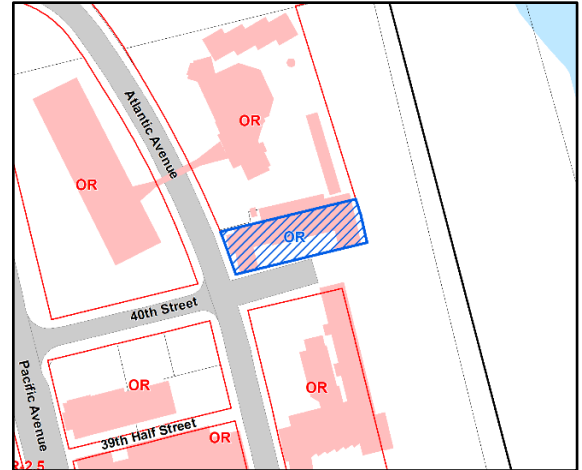 Atlantic Avenue
OR
OR
OR
40th Street
OR
OR
Pacific Avenue
39th Half Street
OR